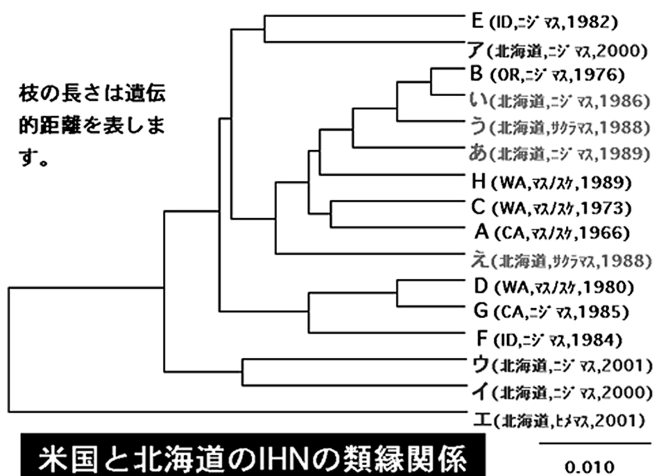 E (ID,ﾆｼﾞﾏｽ,1982)
ア(北海道,ﾆｼﾞﾏｽ,2000)
B (OR,ﾆｼﾞﾏｽ,1976)
い(北海道,ﾆｼﾞﾏｽ,1986)
う(北海道,ｻｸﾗﾏｽ,1988)
あ(北海道,ﾆｼﾞﾏｽ,1989)
H (WA,ﾏｽﾉｽｹ,1989)
C (WA,ﾏｽﾉｽｹ,1973)
A (CA,ﾏｽﾉｽｹ,1966)
え(北海道,ｻｸﾗﾏｽ,1988)
D (WA,ﾏｽﾉｽｹ,1980)
G (CA,ﾆｼﾞﾏｽ,1985)
F (ID,ﾆｼﾞﾏｽ,1984)
ウ(北海道,ﾆｼﾞﾏｽ,2001)
イ(北海道,ﾆｼﾞﾏｽ,2000)
エ(北海道,ﾋﾒﾏｽ,2001)
枝の長さは遺伝
的距離を表しま
す。
米国と北海道のIHNの類縁関係
0.010